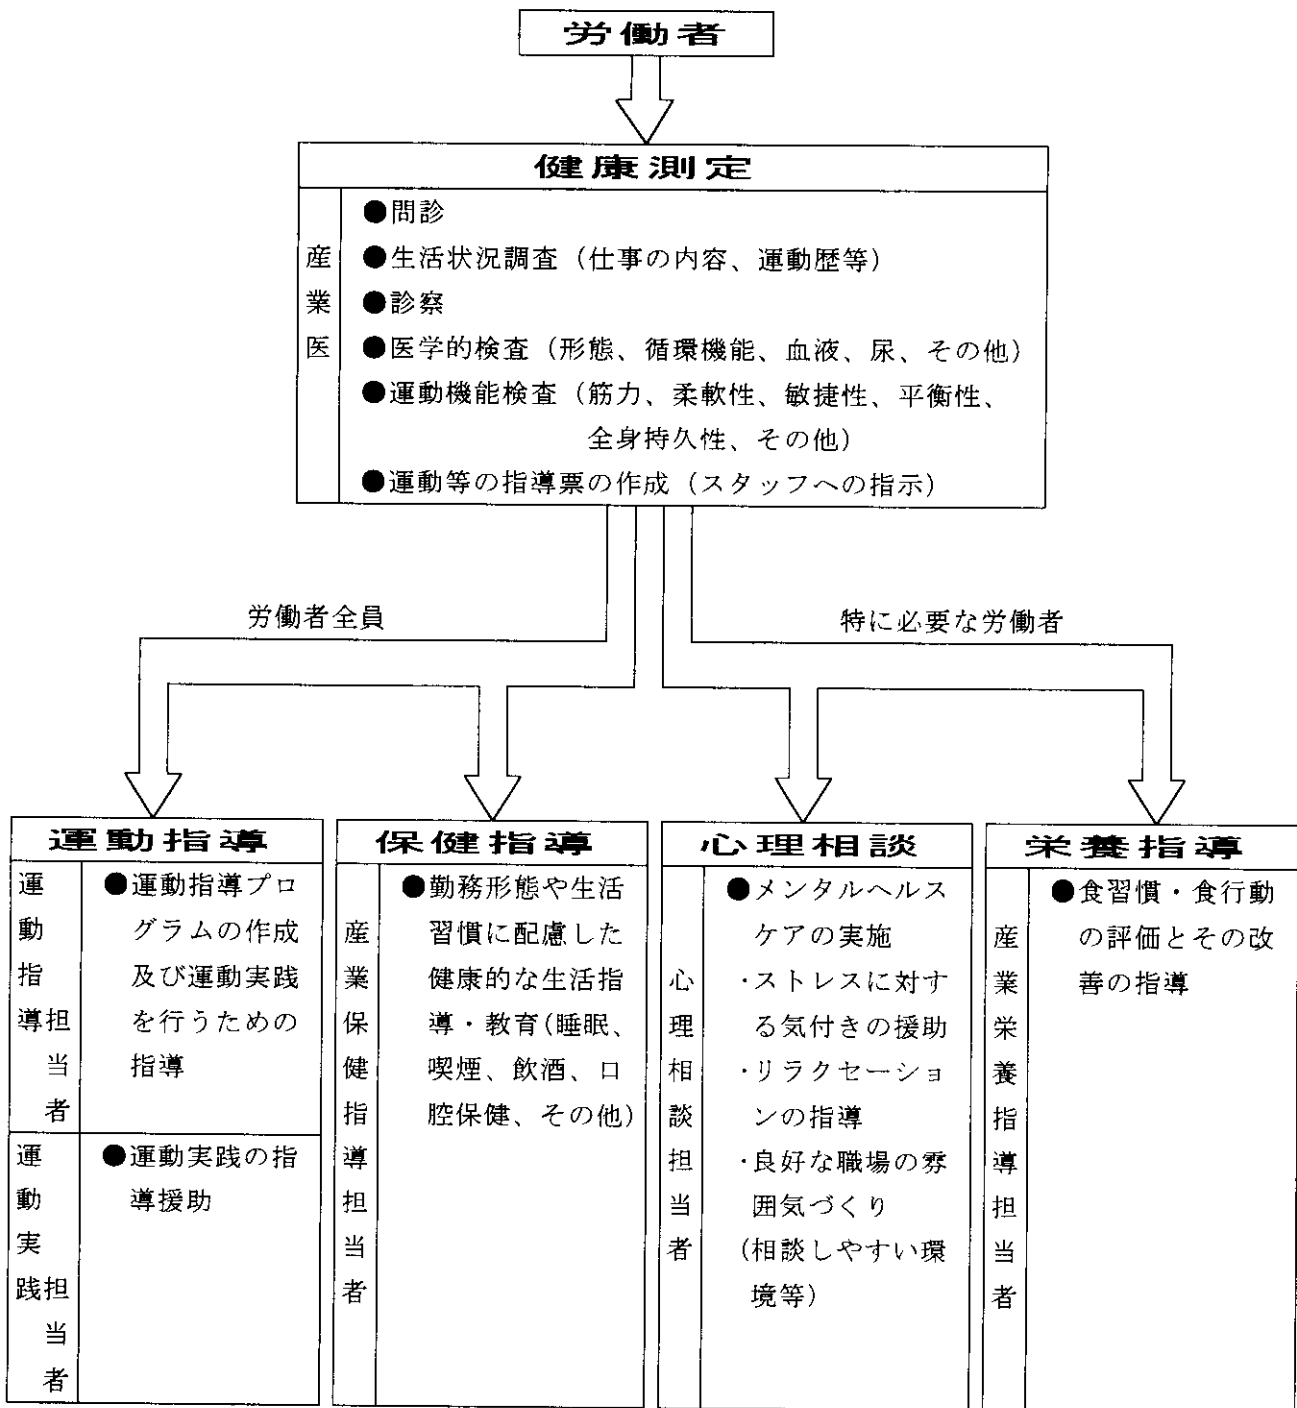 労働者
健康測定
産業医
●問診
●生活状況調査（仕事の内容、運動歴等）
●診察
●医学的検査（形態、循環機能、血液、尿、その他）
●運動機能検査（筋力、柔軟性、敏捷性、平衡性、
全身持久性、その他）
●運動等の指導票の作成（スタッフへの指示）
労働者全員
特に必要な労働者
運動指導
運動指導担当者
●運動指導プロ
グラムの作成
及び運動実践
を行うための
指導
運動実践担当者
●運動実践の指
導援助
保健指導
産業保健指導担当者
●勤務形態や生活
習慣に配慮した
健康的な生活指
導・教育(睡眠、
喫煙、飲酒、口
腔保健、その他)
心理相談
心理相談担当者
●メンタルヘルス
ケアの実施
・ストレスに対す
る気付きの援助
・リラクセーショ
ンの指導
・良好な職場の雰
囲気づくり
(相談しやすい環
境等)
栄養指導
産業栄養指導担当者
●食習慣・食行動
の評価とその改
善の指導